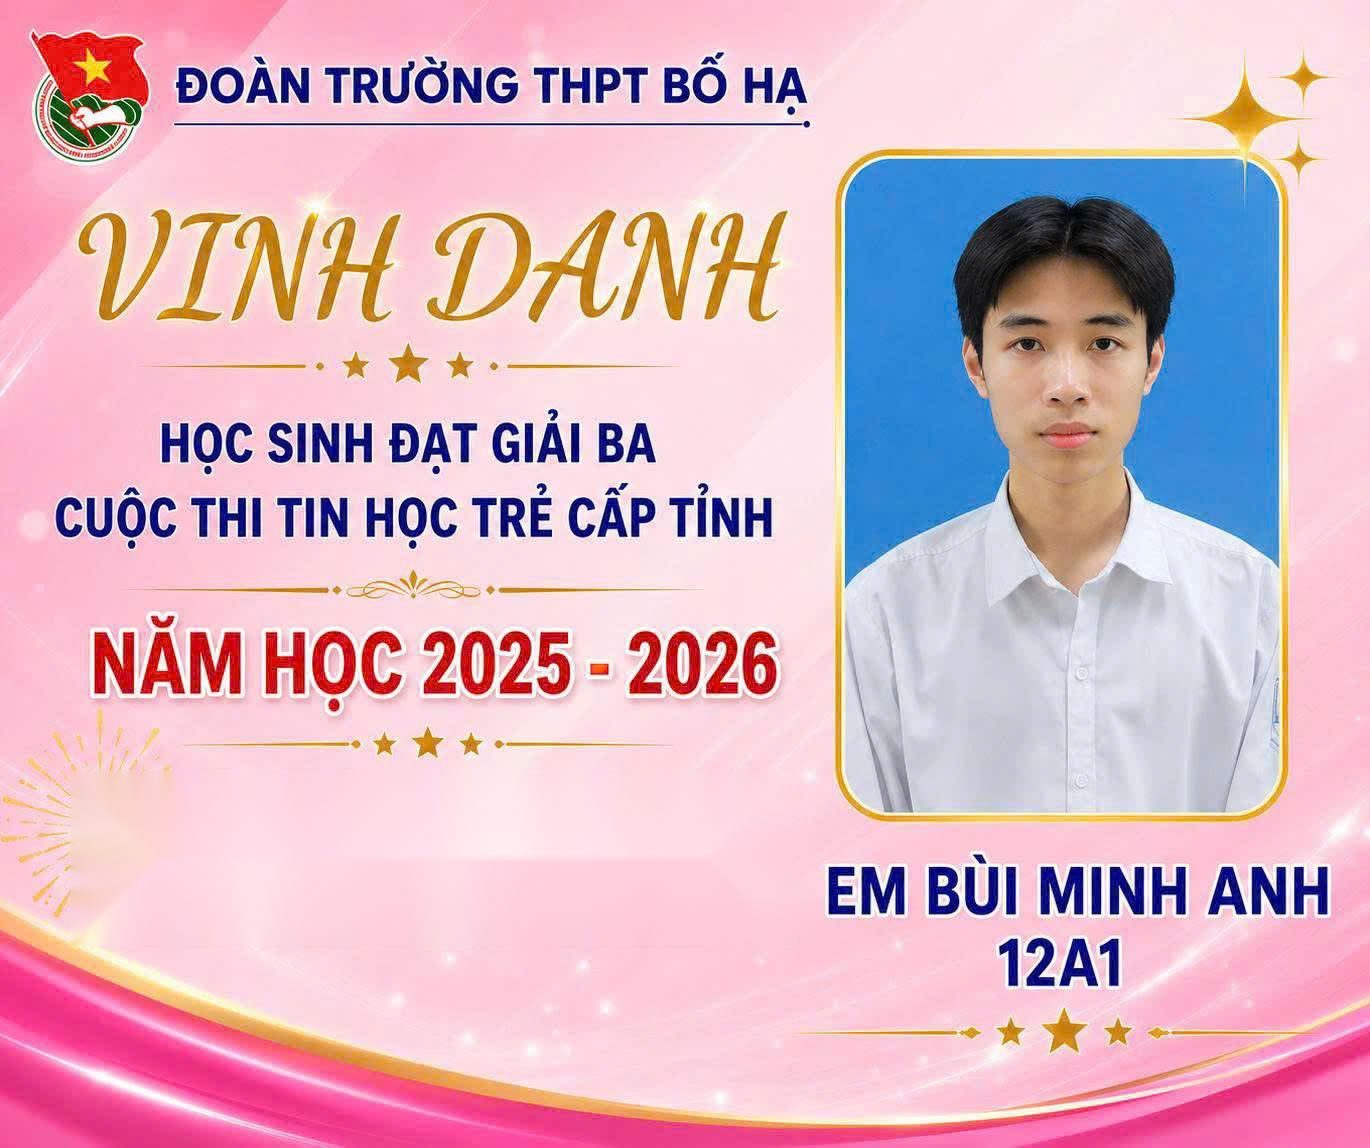 ĐOÀN TRƯỜNG THPT BỐ HẠ
VINH DANH
HỌC SINH ĐẠT GIẢI BA
CUỘC THI TIN HỌC TRẺ CẤP TỈNH
NĂM HỌC 2025 - 2026
EM BÙI MINH ANH
12A1